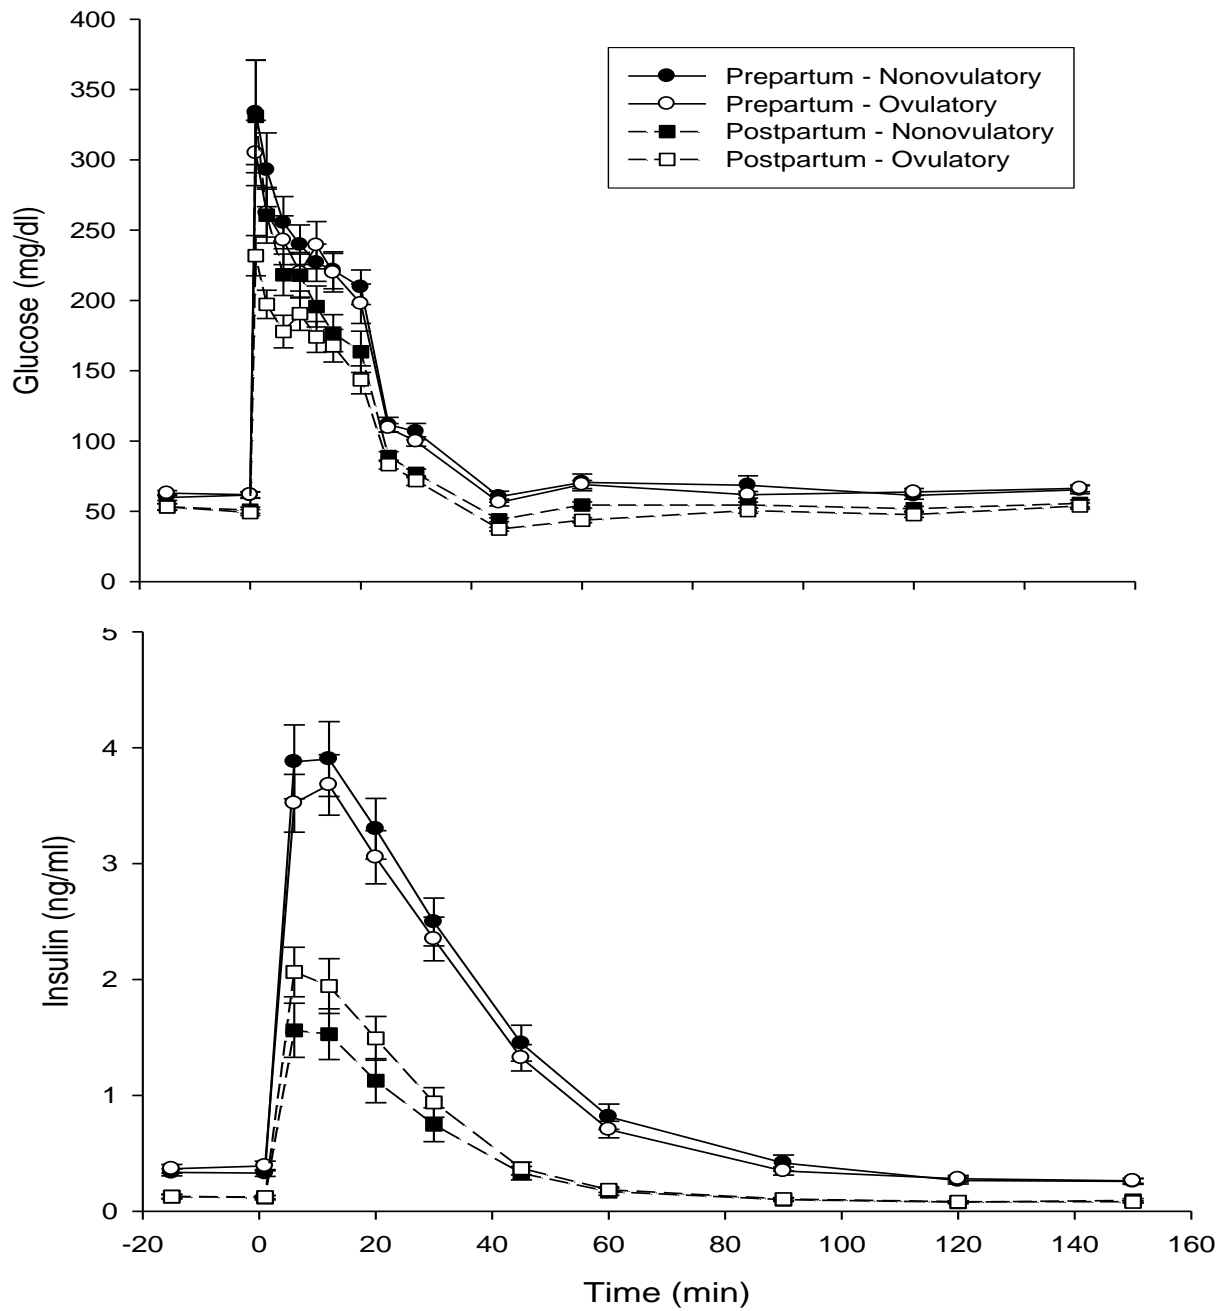 400
350
300
250
200
150
100
50
0
Glucose (mg/dl)
Prepartum - Nonovulatory
Prepartum - Ovulatory
Postpartum - Nonovulatory
Postpartum - Ovulatory
5
4
3
2
1
0
Insulin (ng/ml)
-20 0 20 40 60 80 100 120 140 160
Time (min)